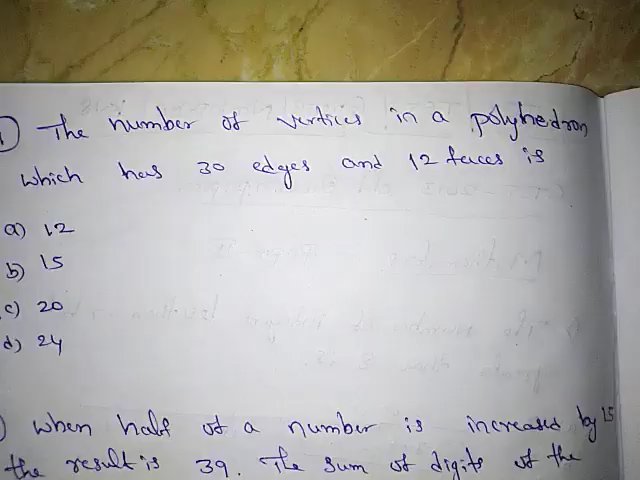 ) The number of vertices in a polyhedron
which has 30 edges and 12 faces is
a) 12
b) 15
c) 20
d) 24
) when half of a number is increased by 15
the result is 39. The sum of digits of the